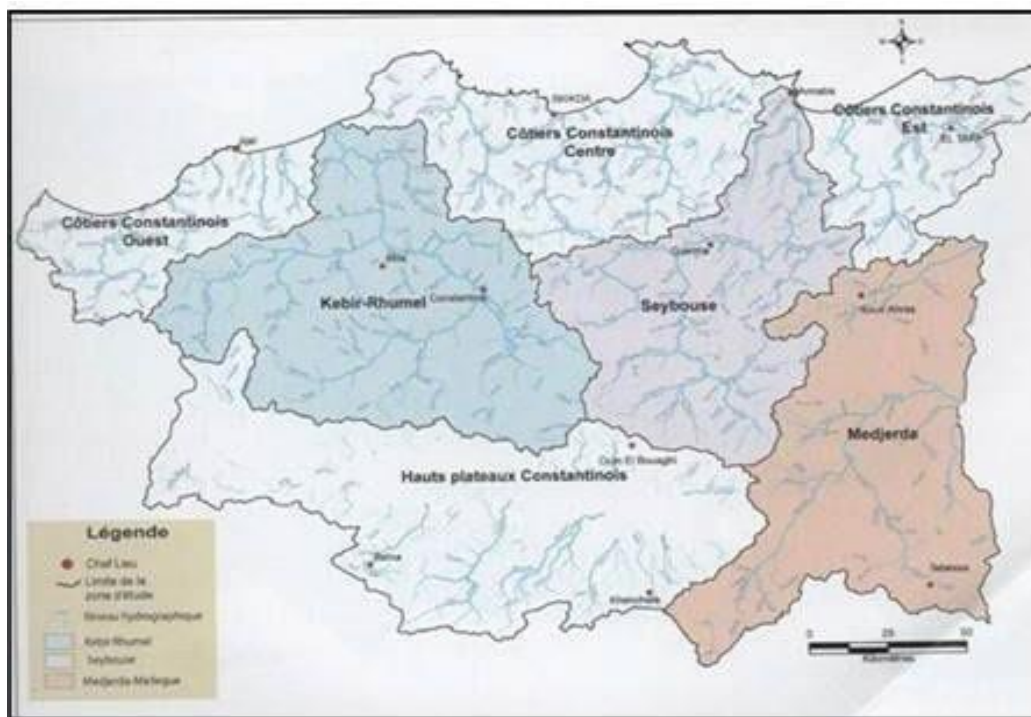 Côtiers Constantinois
Centre
Côtiers Constantinois
Est
EL TARF
Annaba
SKIKDA
Jijel
Côtiers Constantinois
Ouest
Mila
Constantine
Kebir-Rhumel
Guelma
Seybouse
Souk Ahras
Medjerda
Oum El Bouaghi
Hauts plateaux Constantinois
Batna
Khenchela
Tebessa
Légende
Chef Lieu
Limite de la
zone d'étude
Réseau hydrographique
Kebir Rhumel
Seybouse
Medjerda-Mellegue
0 25 50
Kilomètres